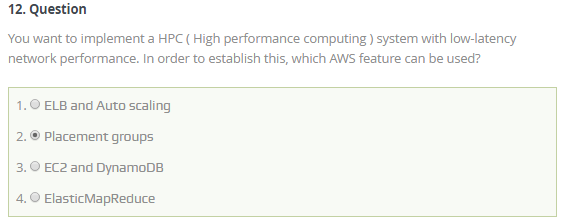 12. Question
You want to implement a HPC ( High performance computing ) system with low-latency
network performance. In order to establish this, which AWS feature can be used?
1. ELB and Auto scaling
2. Placement groups
3. EC2 and DynamoDB
4. ElasticMapReduce